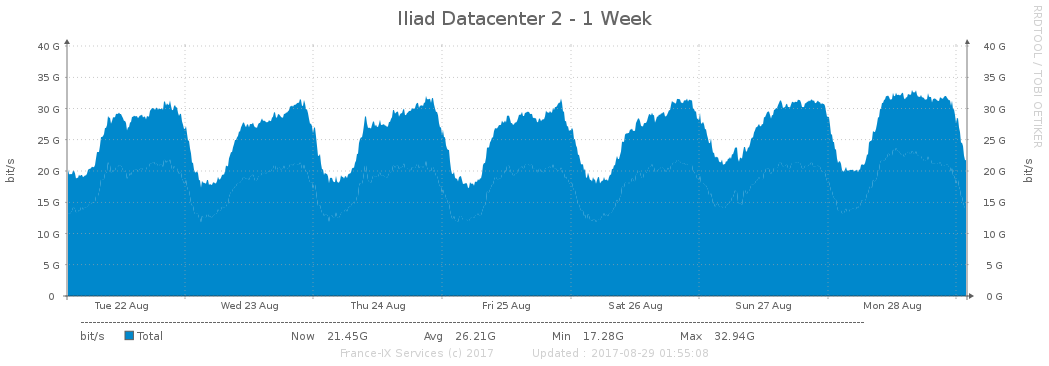 Iliad Datacenter 2 - 1 Week
RRDTOOL / TOBI OETIKER
bit/s
40 G 40 G
35 G 35 G
30 G 30 G
25 G 25 G
20 G 20 G
15 G 15 G
10 G 10 G
5 G 5 G
0 0 G
bit/s
Tue 22 Aug Wed 23 Aug Thu 24 Aug Fri 25 Aug Sat 26 Aug Sun 27 Aug Mon 28 Aug
bit/s Total Now 21.45G Avg 26.21G Min 17.28G Max 32.94G
France-IX Services (c) 2017 Updated : 2017-08-29 01:55:08